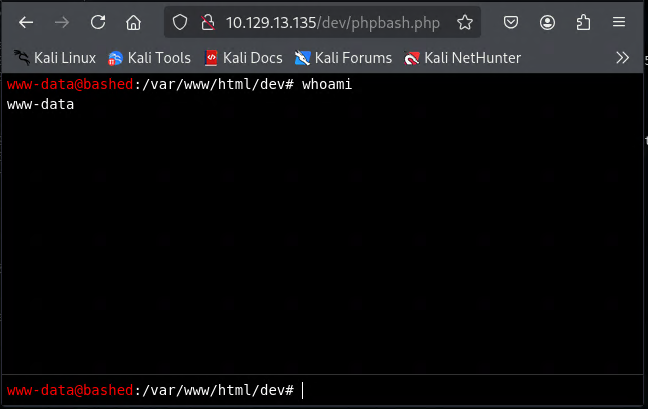 10.129.13.135/dev/phpbash.php
Kali Linux Kali Tools Kali Docs Kali Forums Kali NetHunter
www-data@bashed:/var/www/html/dev# whoami
www-data
www-data@bashed:/var/www/html/dev#